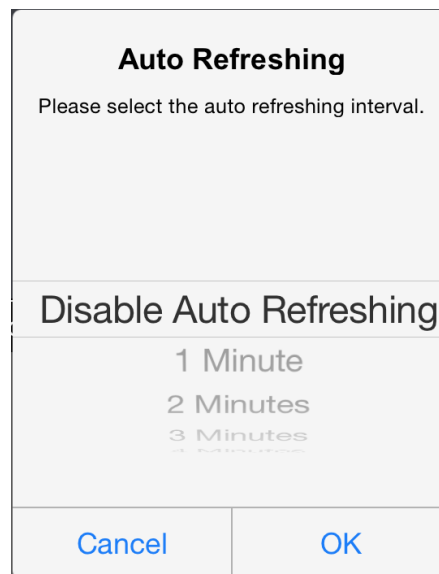 Auto Refreshing
Please select the auto refreshing interval.
Disable Auto Refreshing
1 Minute
2 Minutes
3 Minutes
Cancel OK